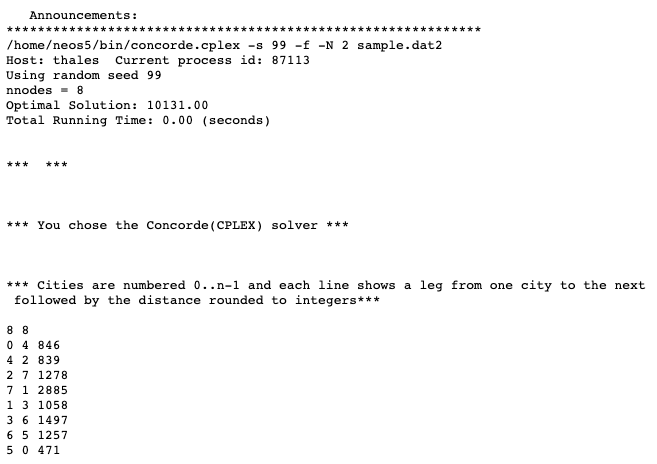 Announcements:
*************************************************************
/home/neos5/bin/concorde.cplex -s 99 -f -N 2 sample.dat2
Host: thales  Current process id: 87113
Using random seed 99
nnodes = 8
Optimal Solution: 10131.00
Total Running Time: 0.00 (seconds)
***  ***
*** You chose the Concorde(CPLEX) solver ***
*** Cities are numbered 0..n-1 and each line shows a leg from one city to the next
followed by the distance rounded to integers***
8 8
0 4 846
4 2 839
2 7 1278
7 1 2885
1 3 1058
3 6 1497
6 5 1257
5 0 471